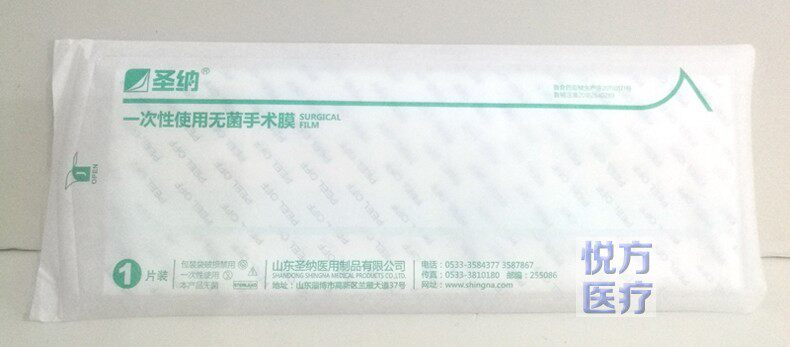 圣纳®
一次性使用无菌手术膜 SURGICAL FILM
OPEN
PEEL OFF
1 片装
包装袋破损禁用
一次性使用
本产品无菌
山东圣纳医用制品有限公司
SHANDONG SHINGNA MEDICAL PRODUCTS CO.,LTD.
地址：山东淄博市高新区兰雁大道37号
电话：0533-3584377 3587867
传真：0533-3810180 邮编：255086
网址：www.shingna.com
悦方
医疗